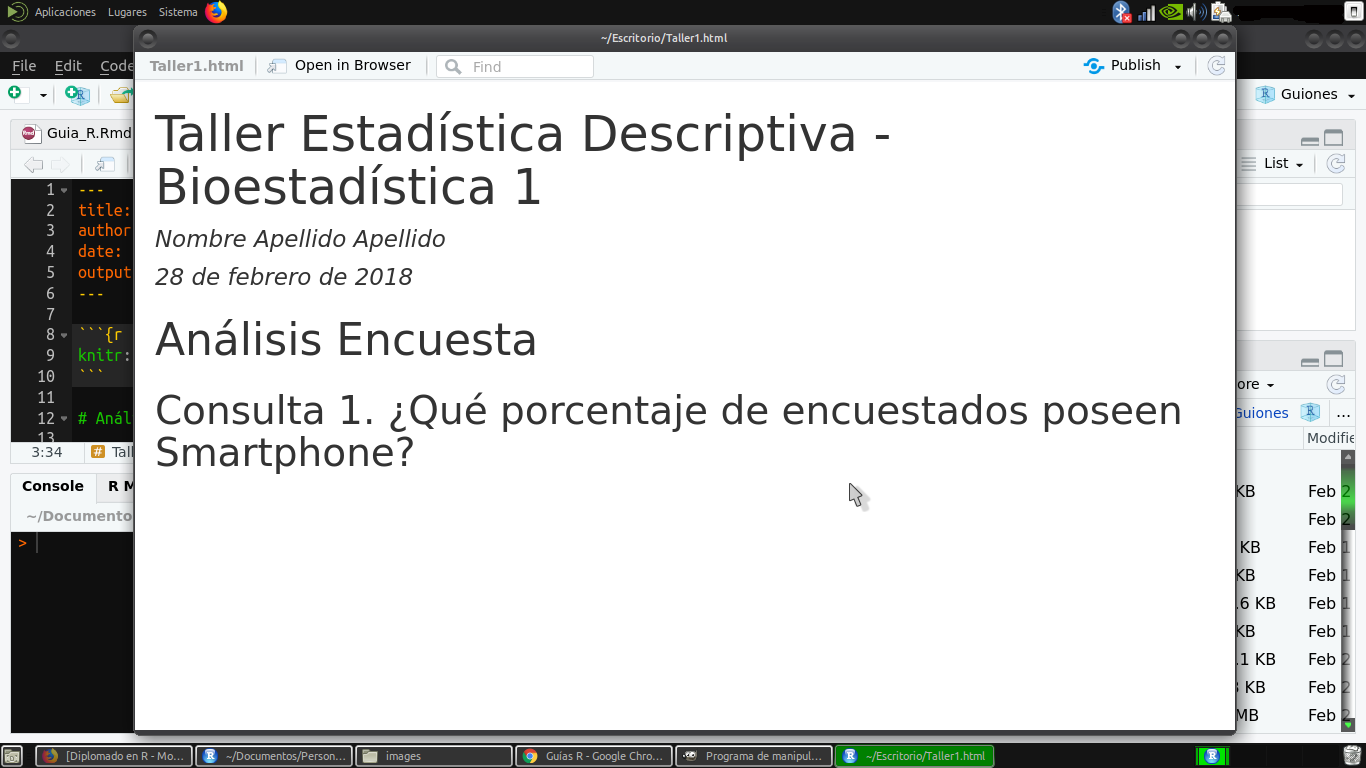 Aplicaciones Lugares Sistema
~/Escritorio/Taller1.html
File Edit Code
Taller1.html Open in Browser Find Publish
Guiones
Guia_R.Rmd
List
Taller Estadística Descriptiva -
Bioestadística 1
Nombre Apellido Apellido
28 de febrero de 2018
Análisis Encuesta
Consulta 1. ¿Qué porcentaje de encuestados poseen
Smartphone?
1 ---
2 title:
3 author
4 date:
5 output
6 ---
7
8 ```{r
9 knitr:
10 ```
11
12 # Anál
13
3:34 # Tall
Console R M
~/Documento
>
ore
Guiones ...
Modifie
KB Feb 2
Feb 2
KB Feb 1
KB Feb 1
.6 KB Feb 1
KB Feb 1
.1 KB Feb 2
3 KB Feb 2
MB Feb 2
[Diplomado en R - Mo... ~/Documentos/Person... images Guias R - Google Chro... Programa de manipul... ~/Escritorio/Taller1.html